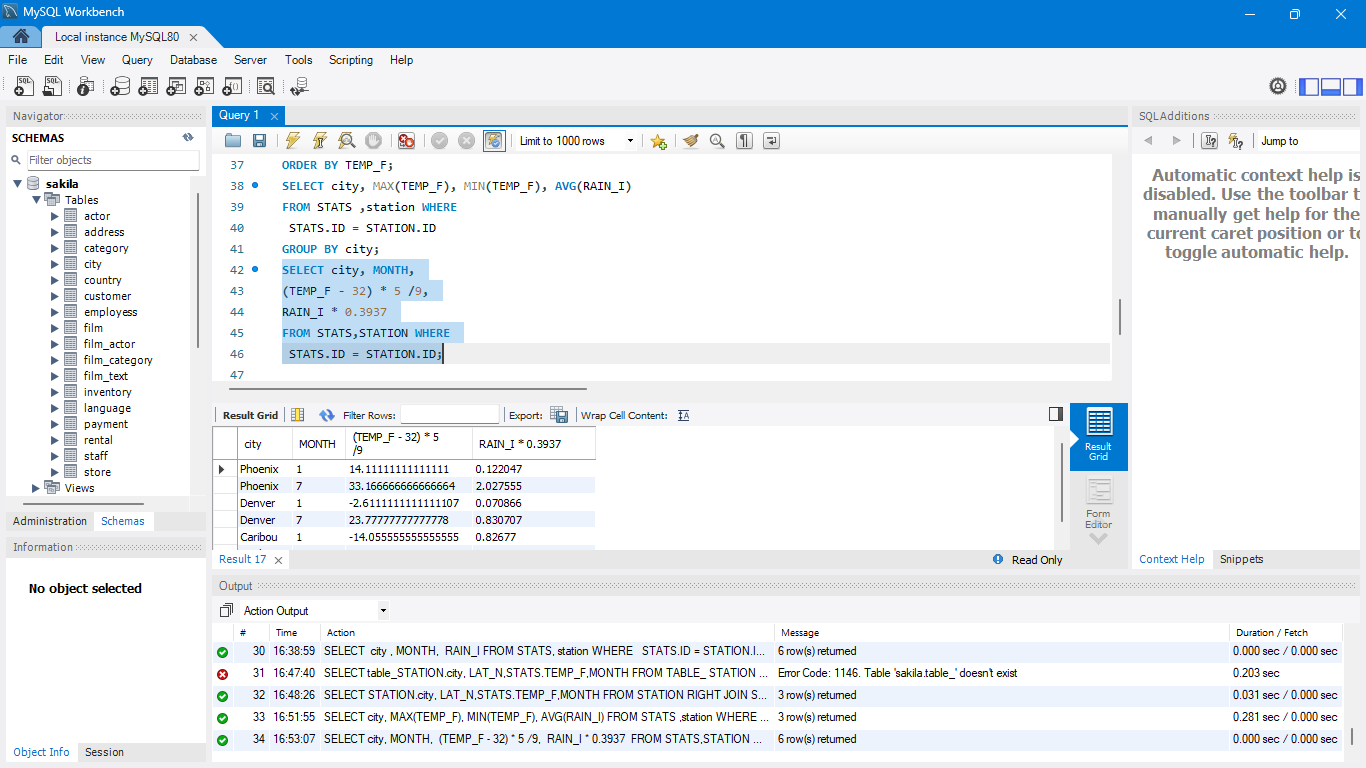 MySQL Workbench
Local instance MySQL80
File Edit View Query Database Server Tools Scripting Help
Navigator
SCHEMAS
Filter objects
sakila
Tables
actor
address
category
city
country
customer
employess
film
film_actor
film_category
film_text
inventory
language
payment
rental
staff
store
Views
Administration Schemas
Information
No object selected
Object Info Session
Query 1
Limit to 1000 rows
37 ORDER BY TEMP_F;
38 SELECT city, MAX(TEMP_F), MIN(TEMP_F), AVG(RAIN_I)
39 FROM STATS ,station WHERE
40 STATS.ID = STATION.ID
41 GROUP BY city;
42 SELECT city, MONTH,
43 (TEMP_F - 32) * 5 /9,
44 RAIN_I * 0.3937
45 FROM STATS,STATION WHERE
46 STATS.ID = STATION.ID;
47
Result Grid Filter Rows: Export: Wrap Cell Content:
city MONTH (TEMP_F - 32) * 5 /9 RAIN_I * 0.3937
Phoenix 1 14.11111111111111 0.122047
Phoenix 7 33.166666666666664 2.027555
Denver 1 -2.6111111111111107 0.070866
Denver 7 23.77777777777778 0.830707
Caribou 1 -14.055555555555555 0.82677
Result Grid
Form Editor
Result 17
Read Only
SQLAdditions
Jump to
Automatic context help is
disabled. Use the toolbar t
manually get help for the
current caret position or to
toggle automatic help.
Context Help Snippets
Output
Action Output
# Time Action Message Duration / Fetch
30 16:38:59 SELECT city , MONTH, RAIN_I FROM STATS, station WHERE STATS.ID = STATION.I... 6 row(s) returned 0.000 sec / 0.000 sec
31 16:47:40 SELECT table_STATION.city, LAT_N,STATS.TEMP_F,MONTH FROM TABLE_ STATION ... Error Code: 1146. Table 'sakila.table_' doesn't exist 0.203 sec
32 16:48:26 SELECT STATION.city, LAT_N,STATS.TEMP_F,MONTH FROM STATION RIGHT JOIN S... 3 row(s) returned 0.031 sec / 0.000 sec
33 16:51:55 SELECT city, MAX(TEMP_F), MIN(TEMP_F), AVG(RAIN_I) FROM STATS ,station WHERE ... 3 row(s) returned 0.281 sec / 0.000 sec
34 16:53:07 SELECT city, MONTH, (TEMP_F - 32) * 5 /9, RAIN_I * 0.3937 FROM STATS,STATION ... 6 row(s) returned 0.000 sec / 0.000 sec